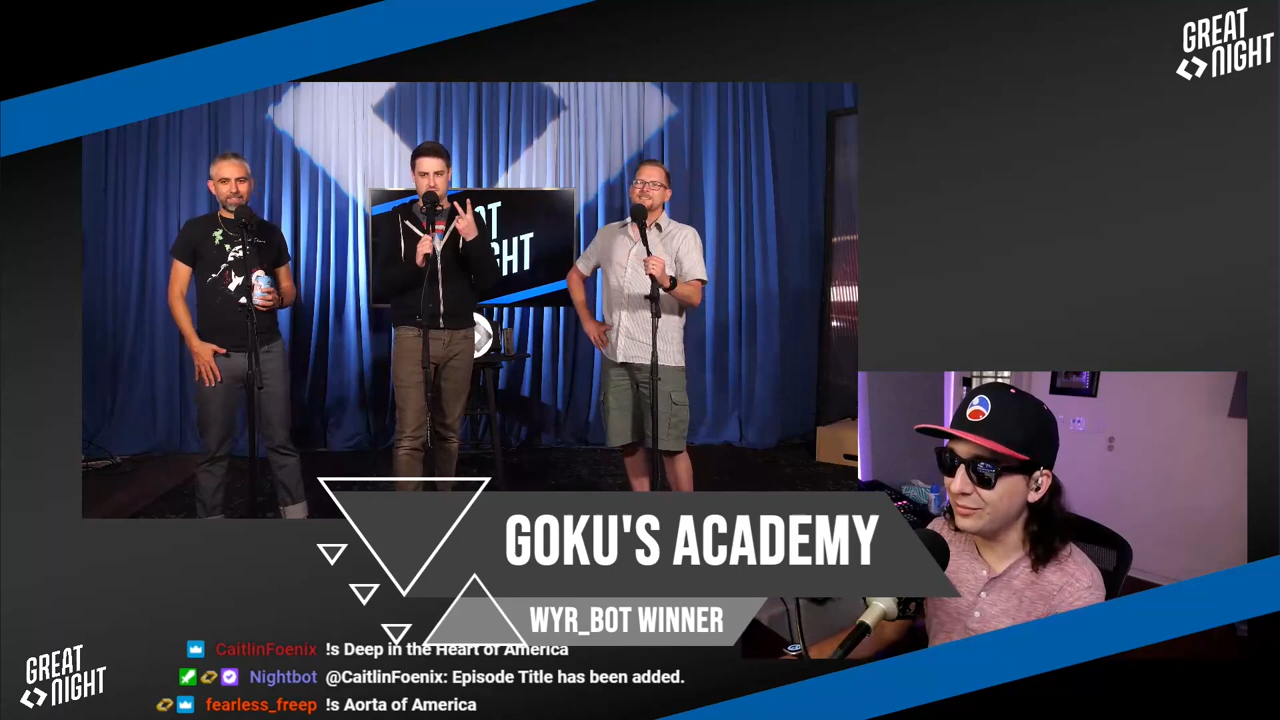 GREAT
NIGHT
GOKU'S ACADEMY
WYR_BOT WINNER
CaitlinFoenix !s Deep in the Heart of America
Nightbot @CaitlinFoenix: Episode Title has been added.
fearless_freep !s Aorta of America
GREAT
NIGHT